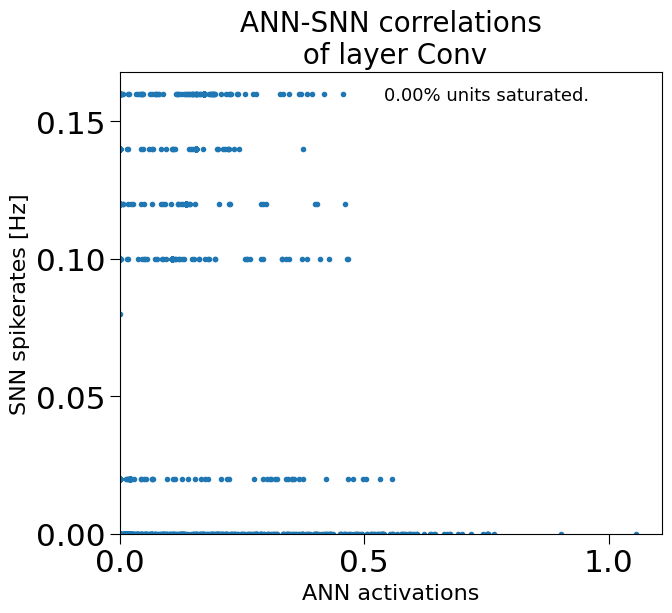 ANN-SNN correlations
of layer Conv
0.00% units saturated.
0.15
0.10
0.05
0.00
SNN spikerates [Hz]
0.0 0.5 1.0
ANN activations